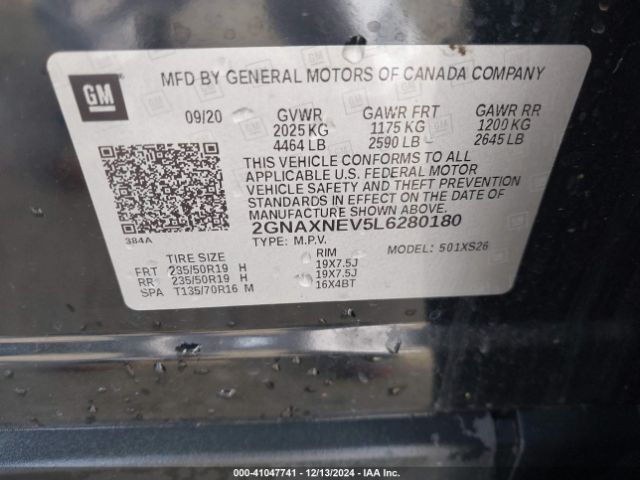 GM
MFD BY GENERAL MOTORS OF CANADA COMPANY
09/20 GVWR GAWR FRT GAWR RR
2025 KG 1175 KG 1200 KG
4464 LB 2590 LB 2645 LB
THIS VEHICLE CONFORMS TO ALL
APPLICABLE U.S. FEDERAL MOTOR
VEHICLE SAFETY AND THEFT PREVENTION
STANDARDS IN EFFECT ON THE DATE OF
MANUFACTURE SHOWN ABOVE.
384A 2GNAXNEV5L6280180
TYPE: M.P.V. MODEL: 501XS26
TIRE SIZE RIM
FRT 235/50R19 H 19X7.5J
RR 235/50R19 H 19X7.5J
SPA T135/70R16 M 16X4BT
000-41047741 | 12/13/2024 | IAA Inc.